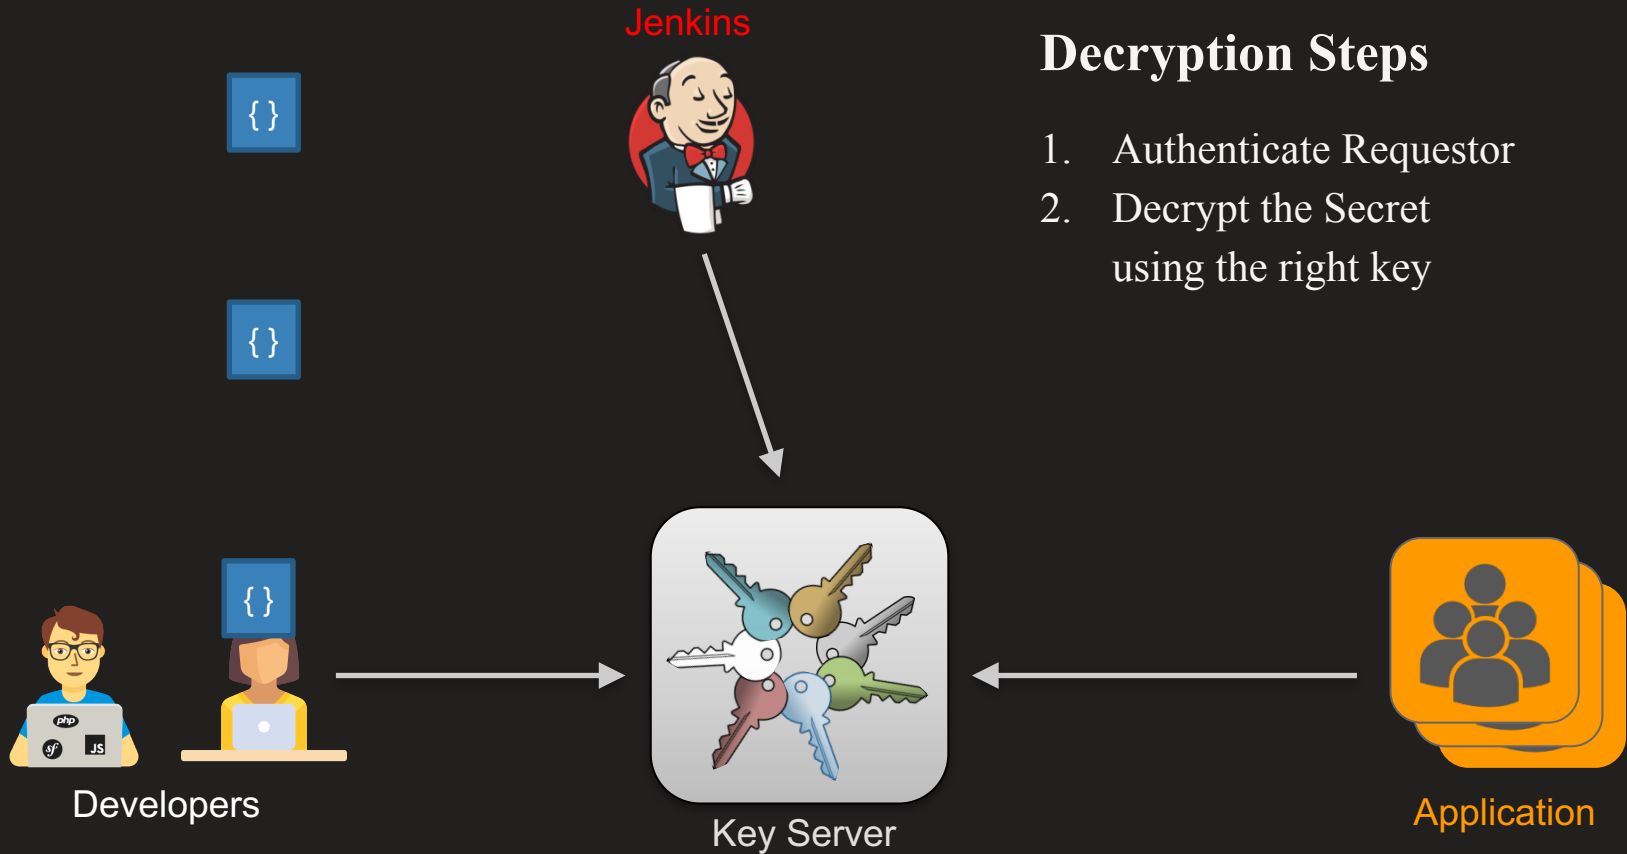 Jenkins
Decryption Steps
{ }
1. Authenticate Requestor
2. Decrypt the Secret
using the right key
{ }
{ }
php
sf
JS
Developers
Key Server
Application